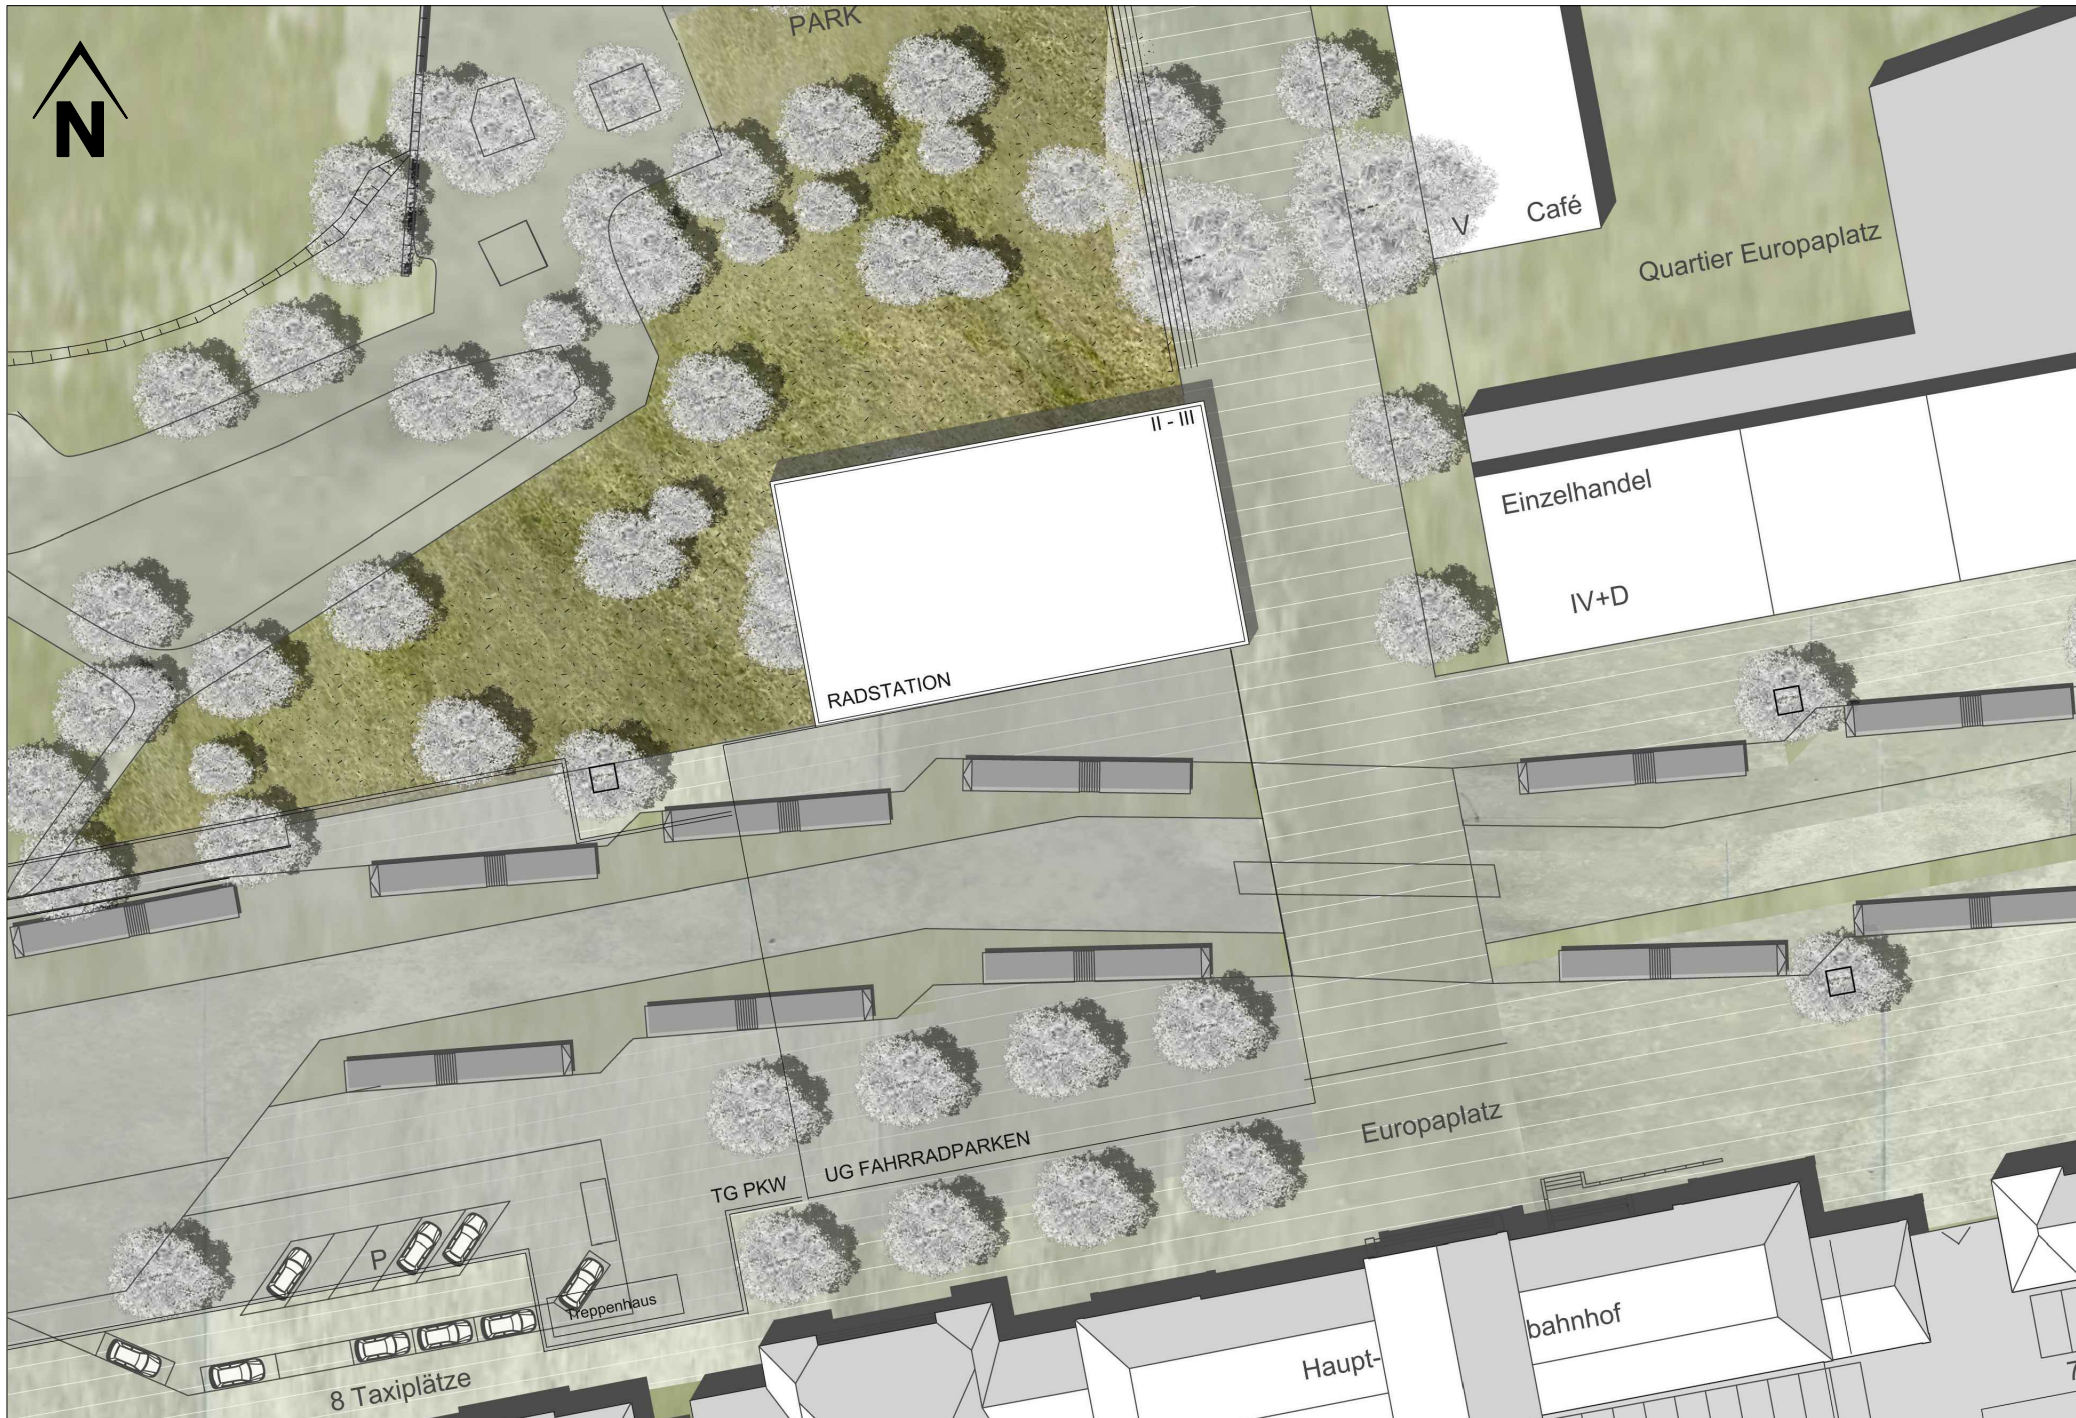 PARK
N
V
Café
Quartier Europaplatz
II - III
Einzelhandel
IV+D
RADSTATION
Europaplatz
UG FAHRRADPARKEN
TG PKW
P
Treppenhaus
8 Taxiplätze
Haupt-
bahnhof
7